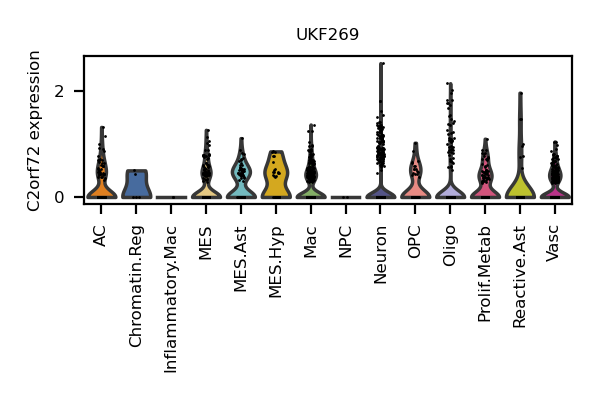 UKF269
C2orf72 expression
2
0
AC
Chromatin.Reg
Inflammatory.Mac
MES
MES.Ast
MES.Hyp
Mac
NPC
Neuron
OPC
Oligo
Prolif.Metab
Reactive.Ast
Vasc